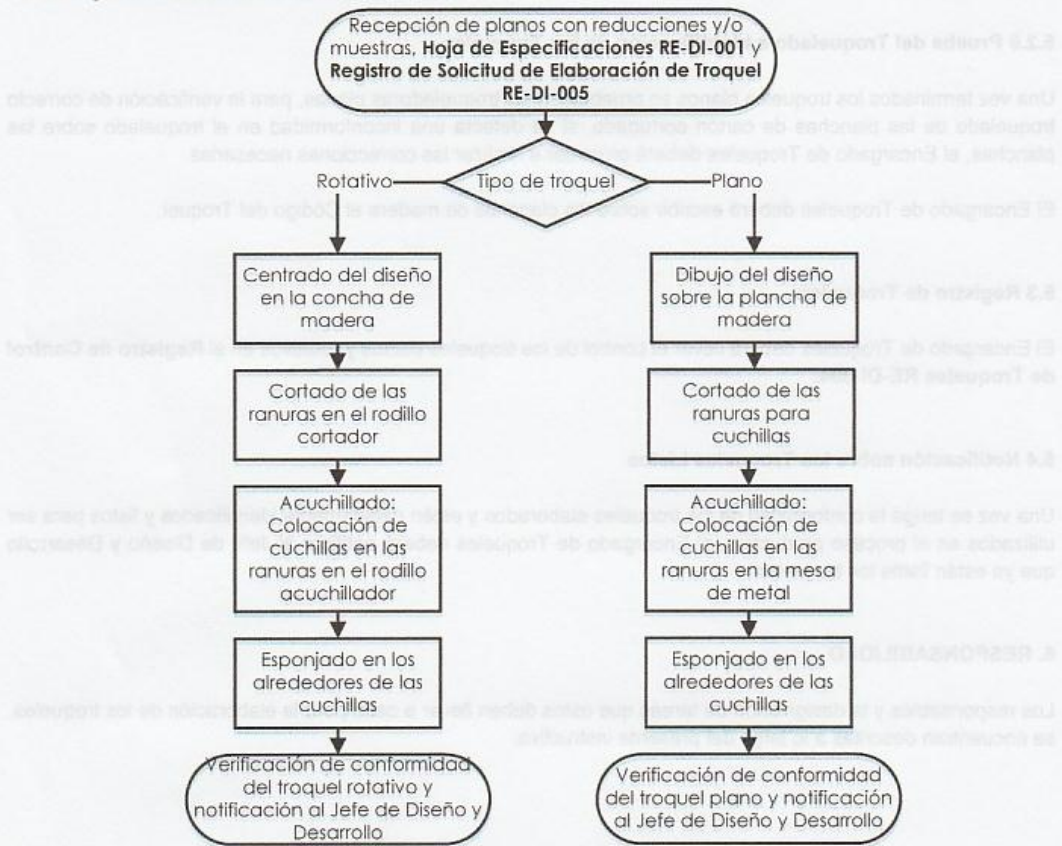 Recepción de planos con reducciones y/o
muestras, Hoja de Especificaciones RE-DI-001 y
Registro de Solicitud de Elaboración de Troquel
RE-DI-005
Rotativo
Tipo de troquel
Plano
Centrado del diseño
en la concha de
madera
Cortado de las
ranuras en el rodillo
cortador
Acuchillado:
Colocación de
cuchillas en las
ranuras en el rodillo
acuchillador
Esponjado en los
alrededores de las
cuchillas
Verificación de conformidad
del troquel rotativo y
notificación al Jefe de Diseño y
Desarrollo
Dibujo del diseño
sobre la plancha de
madera
Cortado de las
ranuras para
cuchillas
Acuchillado:
Colocación de
cuchillas en las
ranuras en la mesa
de metal
Esponjado en los
alrededores de las
cuchillas
Verificación de conformidad
del troquel plano y notificación
al Jefe de Diseño y Desarrollo